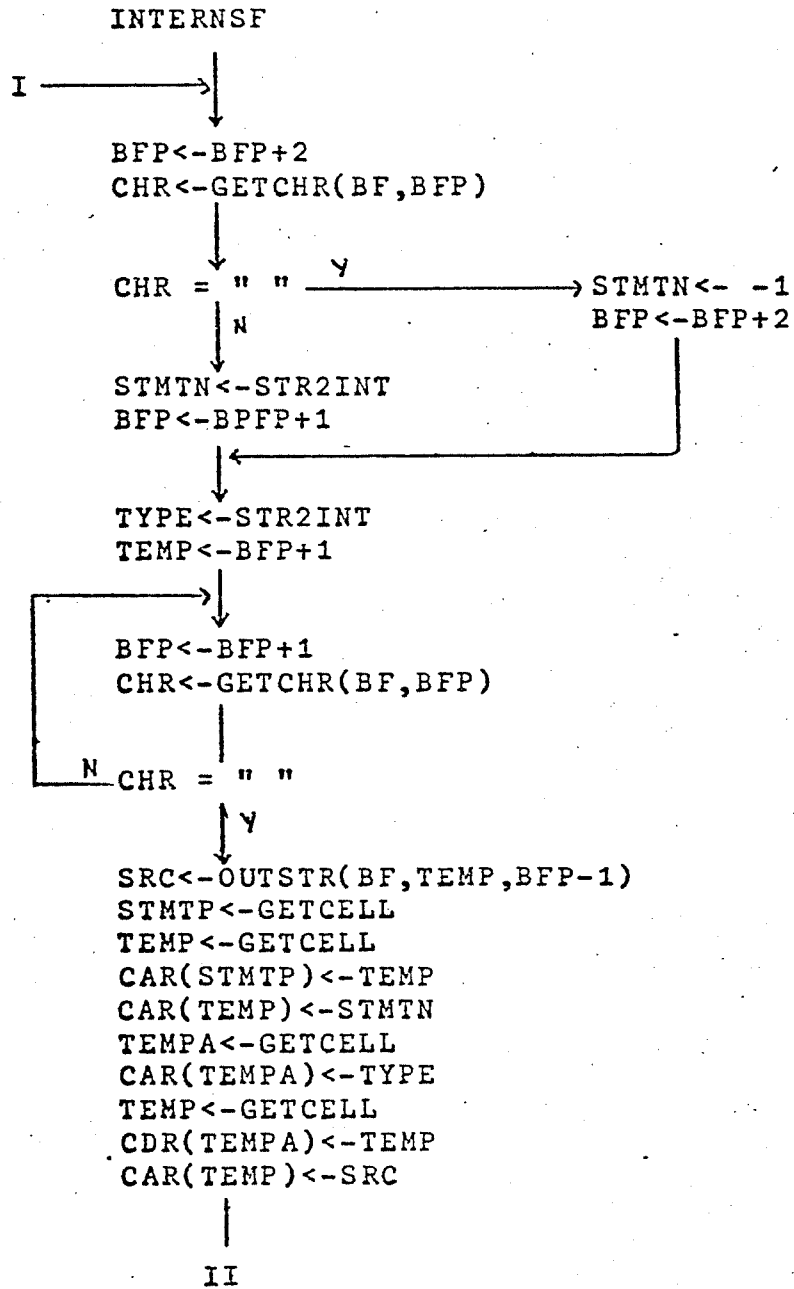 INTERNSF
I
BFP<-BFP+2
CHR<-GETCHR(BF,BFP)
CHR = " " Y STMTN<- -1
BFP<-BFP+2
N
STMTN<-STR2INT
BFP<-BPFP+1
TYPE<-STR2INT
TEMP<-BFP+1
BFP<-BFP+1
CHR<-GETCHR(BF,BFP)
N CHR = " "
Y
SRC<-OUTSTR(BF,TEMP,BFP-1)
STMTP<-GETCELL
TEMP<-GETCELL
CAR(STMTP)<-TEMP
CAR(TEMP)<-STMTN
TEMPA<-GETCELL
CAR(TEMPA)<-TYPE
TEMP<-GETCELL
CDR(TEMPA)<-TEMP
CAR(TEMP)<-SRC
II